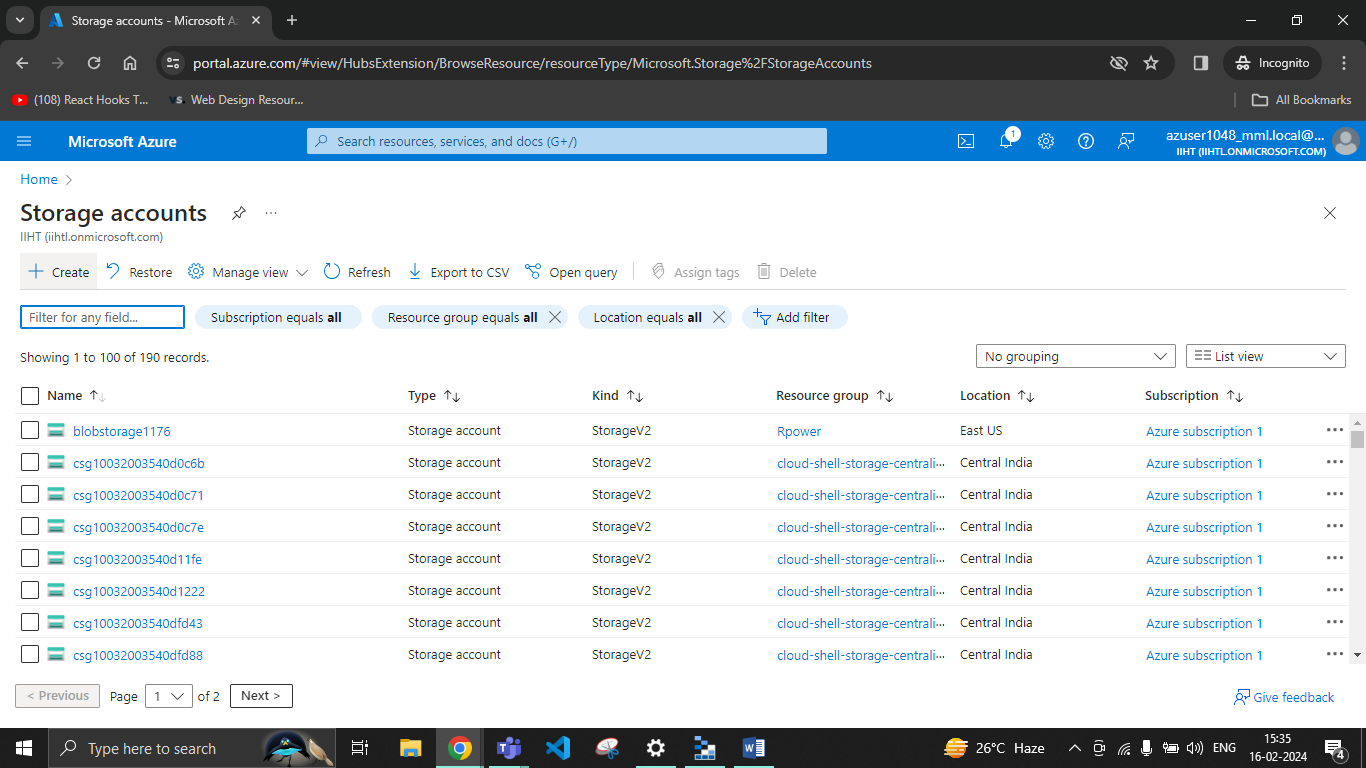 Storage accounts - Microsoft Az
portal.azure.com/#view/HubsExtension/BrowseResource/resourceType/Microsoft.Storage%2FStorageAccounts
Incognito
(108) React Hooks T...
VS
Web Design Resour...
All Bookmarks
Microsoft Azure
Search resources, services, and docs (G+/)
1
azuser1048_mml.local@...
IIHT (IIHTL.ONMICROSOFT.COM)
Home
Storage accounts
IIHT (iihtl.onmicrosoft.com)
Create Restore Manage view Refresh Export to CSV Open query Assign tags Delete
Filter for any field... Subscription equals all Resource group equals all Location equals all Add filter
Showing 1 to 100 of 190 records.
No grouping List view
Name Type Kind Resource group Location Subscription
blobstorage1176 Storage account StorageV2 Rpower East US Azure subscription 1
csg10032003540d0c6b Storage account StorageV2 cloud-shell-storage-centrali... Central India Azure subscription 1
csg10032003540d0c71 Storage account StorageV2 cloud-shell-storage-centrali... Central India Azure subscription 1
csg10032003540d0c7e Storage account StorageV2 cloud-shell-storage-centrali... Central India Azure subscription 1
csg10032003540d11fe Storage account StorageV2 cloud-shell-storage-centrali... Central India Azure subscription 1
csg10032003540d1222 Storage account StorageV2 cloud-shell-storage-centrali... Central India Azure subscription 1
csg10032003540dfd43 Storage account StorageV2 cloud-shell-storage-centrali... Central India Azure subscription 1
csg10032003540dfd88 Storage account StorageV2 cloud-shell-storage-centrali... Central India Azure subscription 1
< Previous Page 1 of 2 Next >
Give feedback
Type here to search
26°C Haze
ENG
15:35
16-02-2024
4